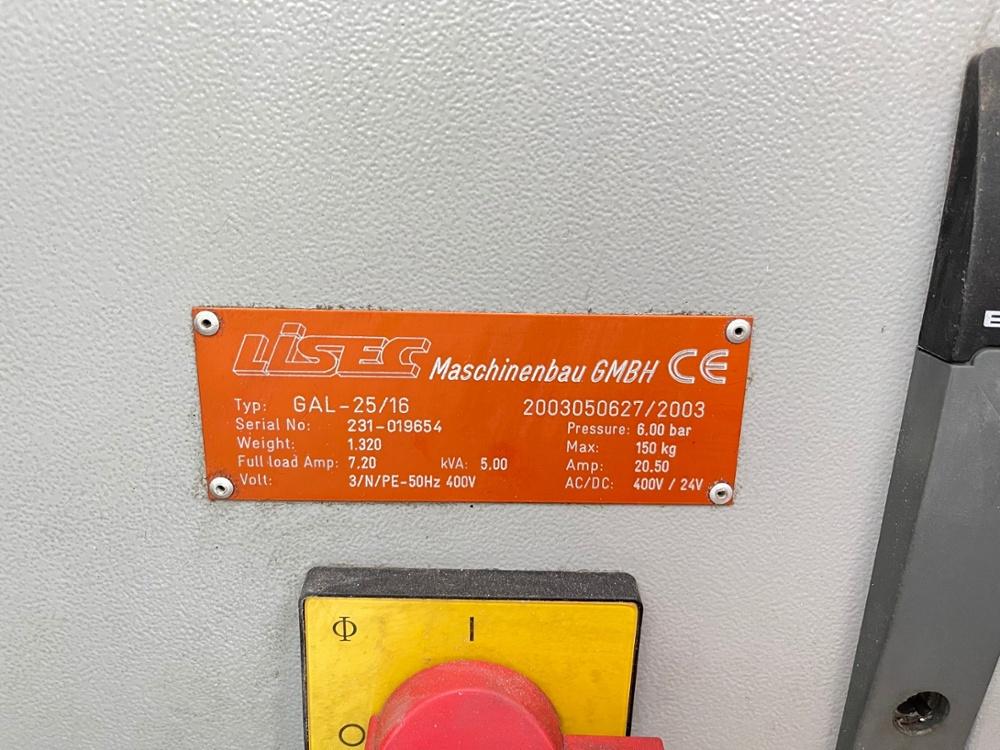 LiSEC Maschinenbau GMBH CE
Typ: GAL-25/16 2003050627/2003
Serial No: 231-019654 Pressure: 6.00 bar
Weight: 1.320 Max: 150 kg
Full load Amp: 7.20 kVA: 5.00 Amp: 20.50
Volt: 3/N/PE-50Hz 400V AC/DC: 400V / 24V
Φ I
O